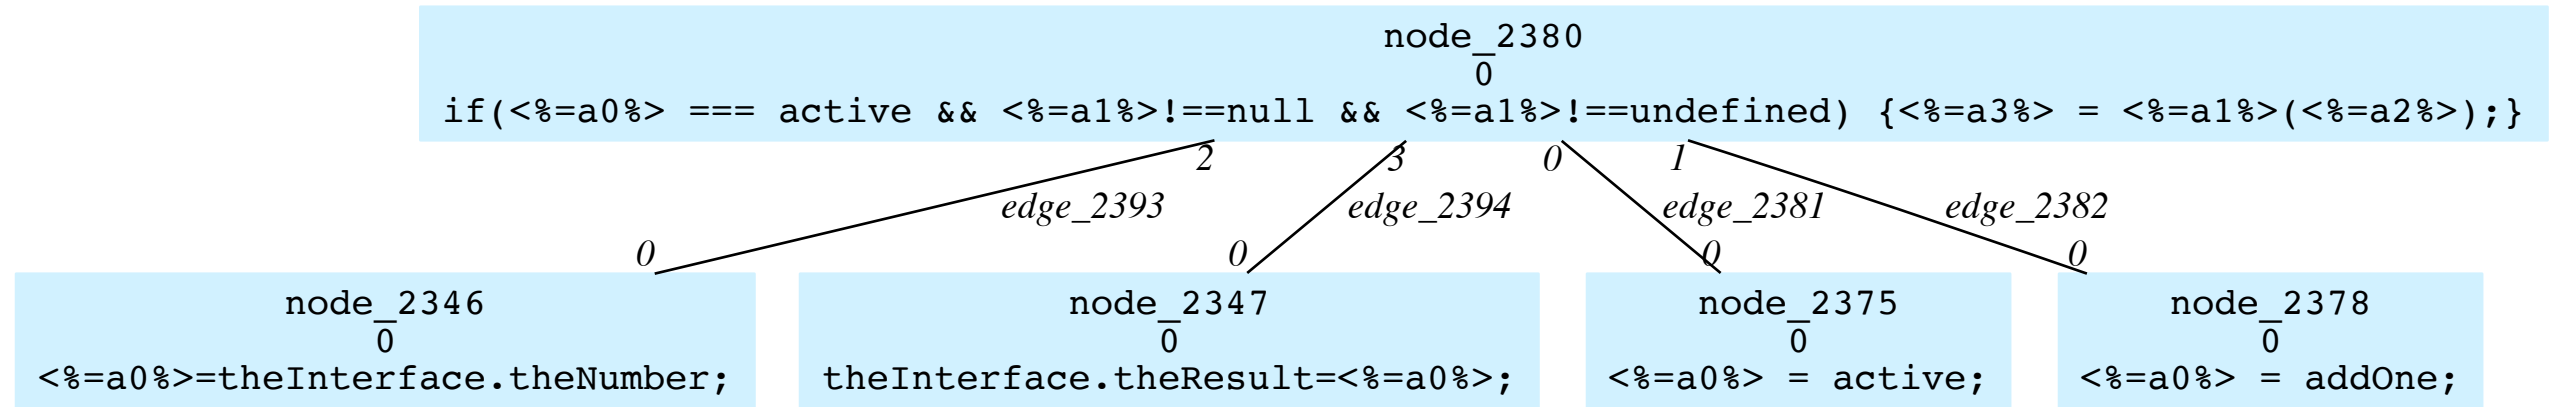 node_2380
0
if(<%=a0%> === active && <%=a1%>!==null && <%=a1%>!==undefined) {<%=a3%> = <%=a1%>(<%=a2%>);}
2 3 0 1
edge_2393 edge_2394 edge_2381 edge_2382
0 0 0 0
node_2346
0
<%=a0%>=theInterface.theNumber;
node_2347
0
theInterface.theResult=<%=a0%>;
node_2375
0
<%=a0%> = active;
node_2378
0
<%=a0%> = addOne;